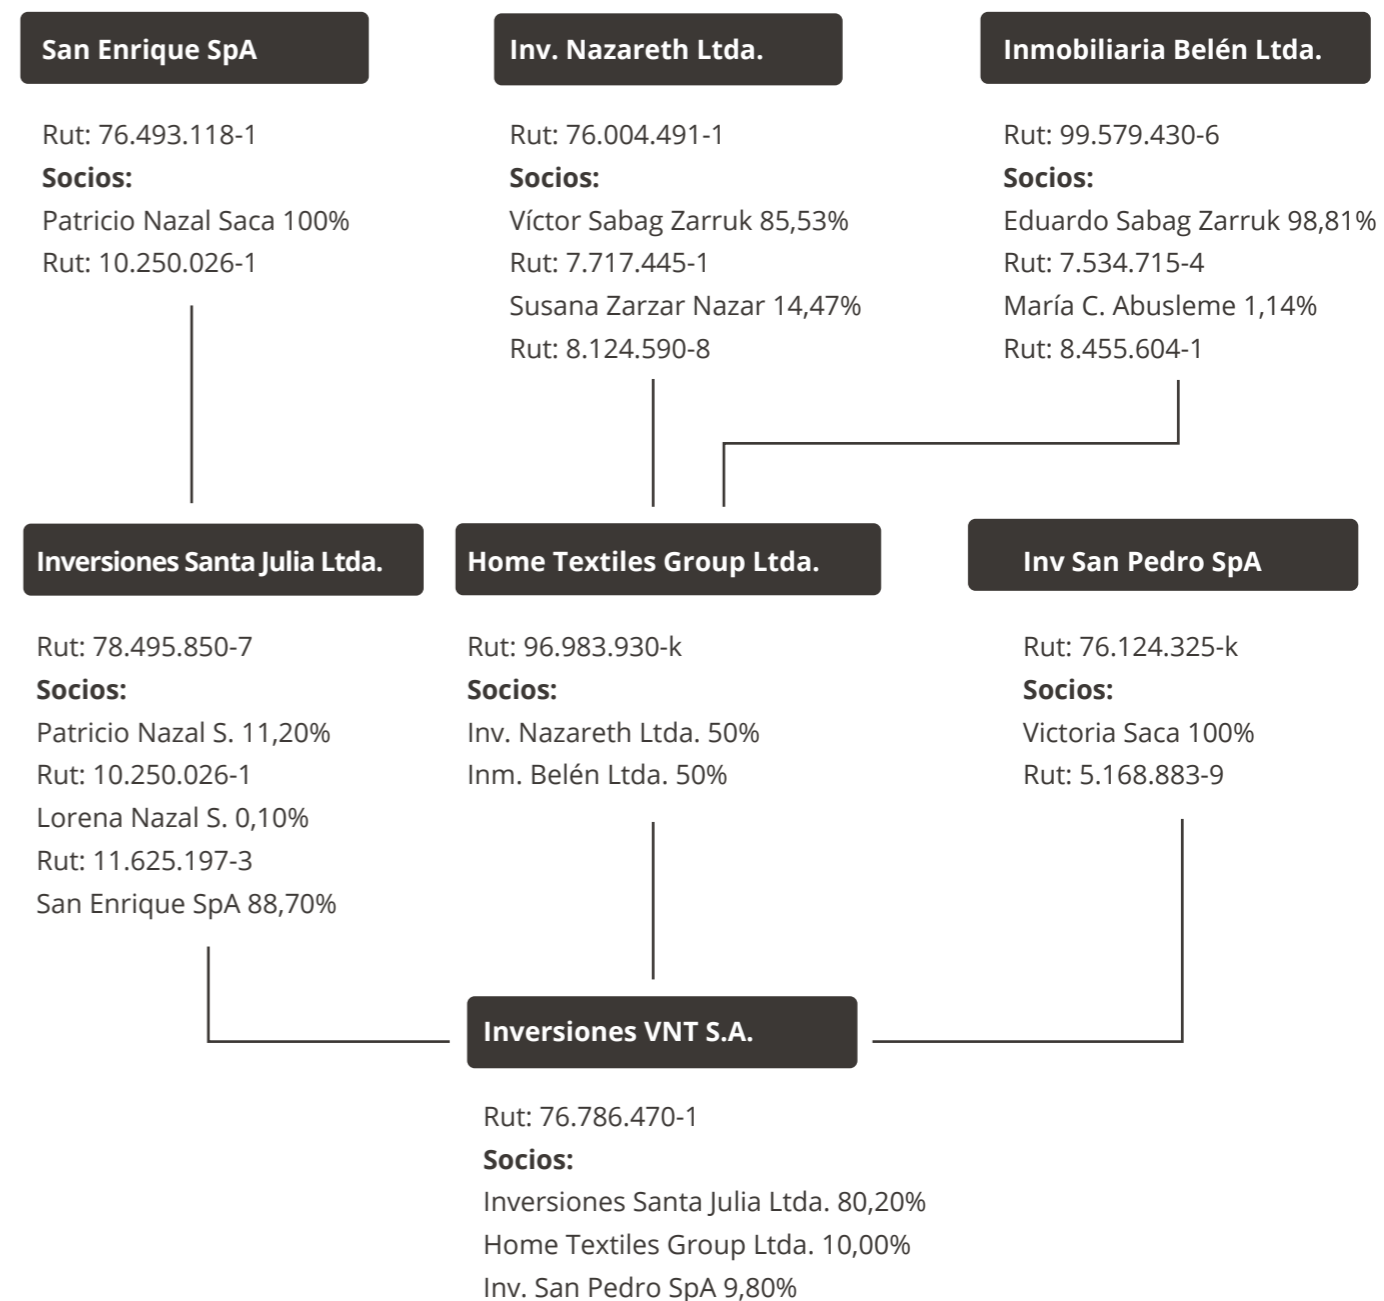 San Enrique SpA
Rut: 76.493.118-1
Socios:
Patricio Nazal Saca 100%
Rut: 10.250.026-1
Inv. Nazareth Ltda.
Rut: 76.004.491-1
Socios:
Víctor Sabag Zarruk 85,53%
Rut: 7.717.445-1
Susana Zarzar Nazar 14,47%
Rut: 8.124.590-8
Inmobiliaria Belén Ltda.
Rut: 99.579.430-6
Socios:
Eduardo Sabag Zarruk 98,81%
Rut: 7.534.715-4
María C. Abusleme 1,14%
Rut: 8.455.604-1
Inversiones Santa Julia Ltda.
Rut: 78.495.850-7
Socios:
Patricio Nazal S. 11,20%
Rut: 10.250.026-1
Lorena Nazal S. 0,10%
Rut: 11.625.197-3
San Enrique SpA 88,70%
Home Textiles Group Ltda.
Rut: 96.983.930-k
Socios:
Inv. Nazareth Ltda. 50%
Inm. Belén Ltda. 50%
Inv San Pedro SpA
Rut: 76.124.325-k
Socios:
Victoria Saca 100%
Rut: 5.168.883-9
Inversiones VNT S.A.
Rut: 76.786.470-1
Socios:
Inversiones Santa Julia Ltda. 80,20%
Home Textiles Group Ltda. 10,00%
Inv. San Pedro SpA 9,80%